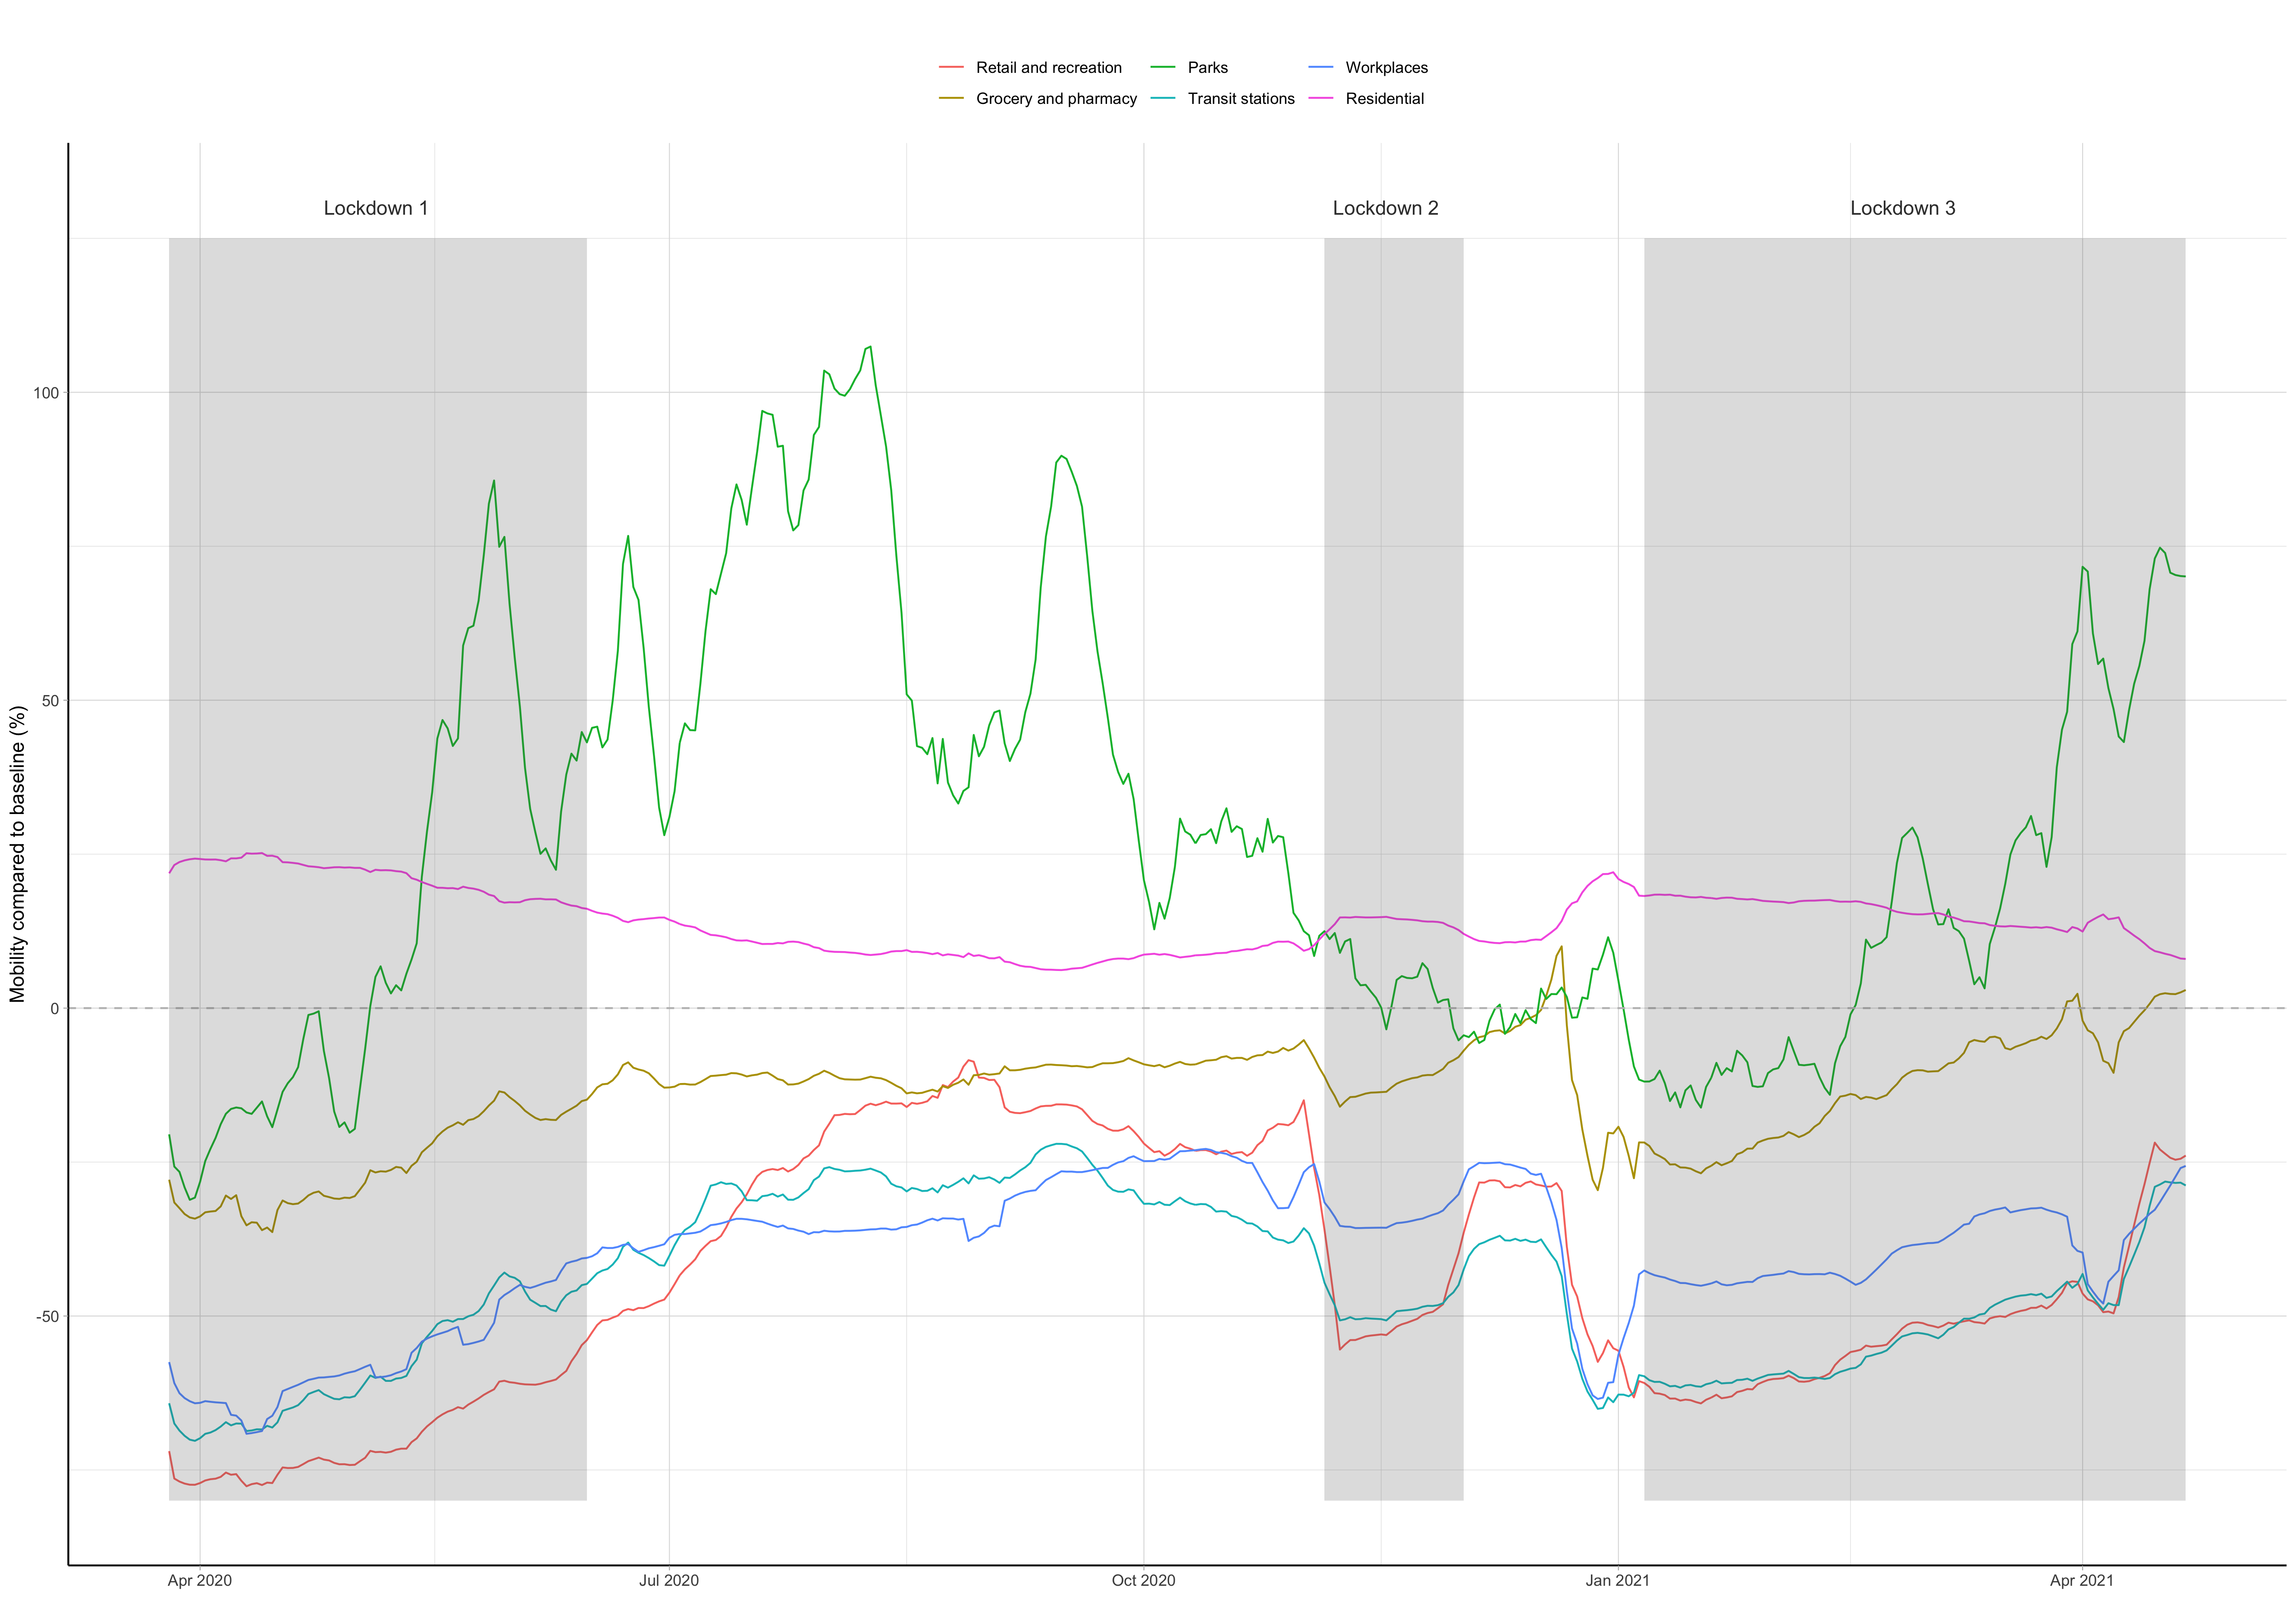 Retail and recreation Parks Workplaces
Grocery and pharmacy Transit stations Residential
Lockdown 1 Lockdown 2 Lockdown 3
Mobility compared to baseline (%)
100
50
0
-50
Apr 2020 Jul 2020 Oct 2020 Jan 2021 Apr 2021